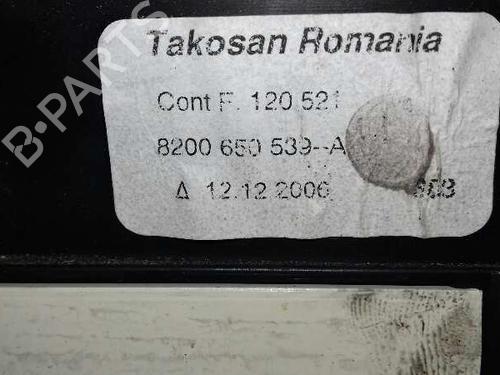 Takosan Romania
Cont F. 120 521
8200 650 539--A
Δ 12.12.2006
B-PARTS